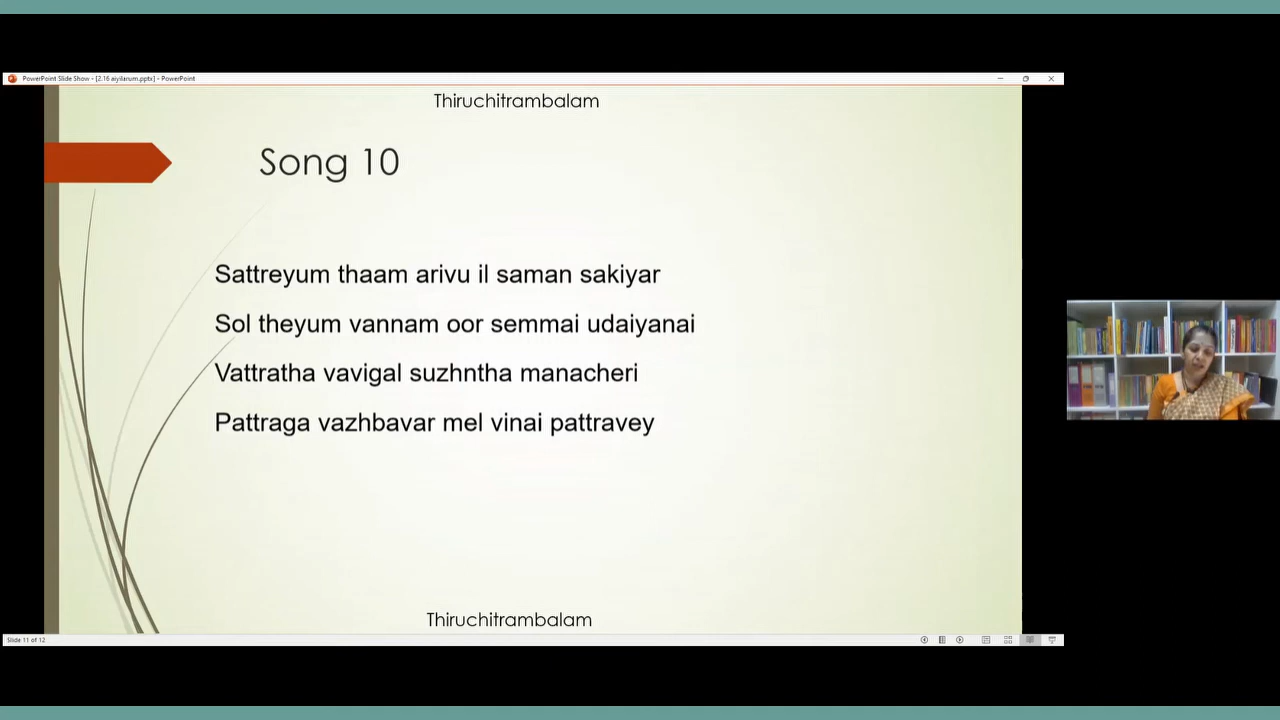 PowerPoint Slide Show - [2.16 aiyilarum.pptx] - PowerPoint
Thiruchitrambalam
Song 10
Sattreyum thaam arivu il saman sakiyar
Sol theyum vannam oor semmai udaiyanai
Vattratha vavigal suzhntha manacheri
Pattraga vazhbavar mel vinai pattravey
Thiruchitrambalam
Slide 11 of 12